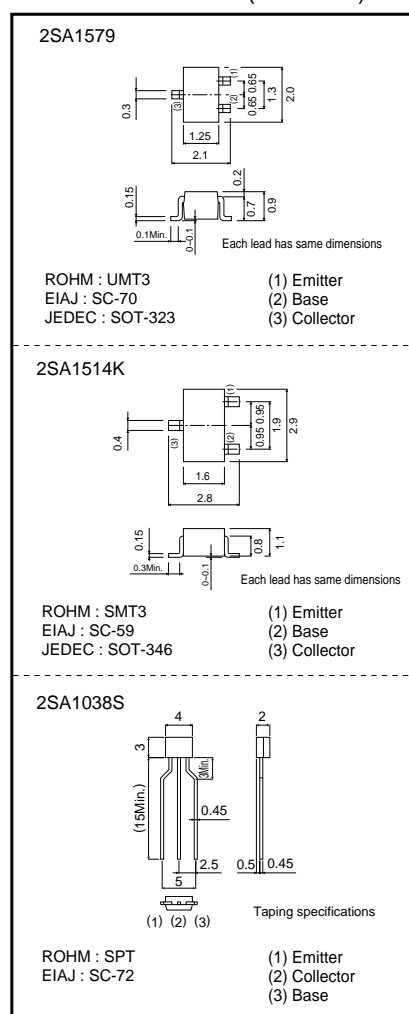 2SA1579
(1)
(3)
(2)
0.3
0.65 0.65
1.3
2.0
1.25
2.1
0.2
0.15
0.7
0.9
0.1Min.
0~0.1
Each lead has same dimensions
ROHM : UMT3
EIAJ : SC-70
JEDEC : SOT-323
(1) Emitter
(2) Base
(3) Collector
2SA1514K
(1)
(3)
(2)
0.4
0.95 0.95
1.9
2.9
1.6
2.8
0.15
0.8
1.1
0.3Min.
0~0.1
Each lead has same dimensions
ROHM : SMT3
EIAJ : SC-59
JEDEC : SOT-346
(1) Emitter
(2) Base
(3) Collector
2SA1038S
4
2
3
3Min.
(15Min.)
0.45
2.5
0.5
0.45
5
(1) (2) (3)
Taping specifications
ROHM : SPT
EIAJ : SC-72
(1) Emitter
(2) Collector
(3) Base